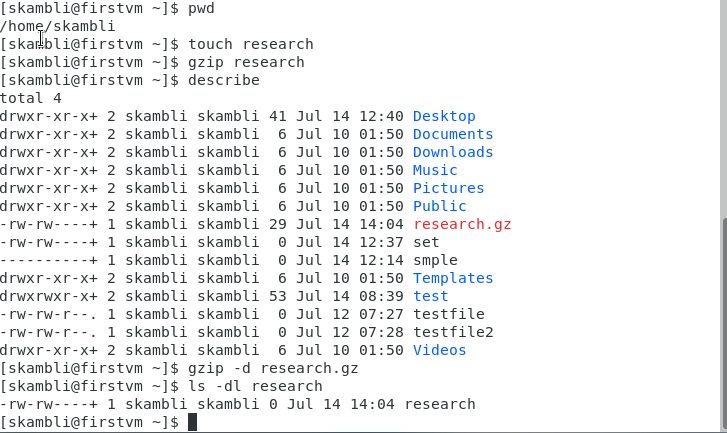 [skambli@firstvm ~]$ pwd
/home/skambli
[skambli@firstvm ~]$ touch research
[skambli@firstvm ~]$ gzip research
[skambli@firstvm ~]$ describe
total 4
drwxr-xr-x+ 2 skambli skambli 41 Jul 14 12:40 Desktop
drwxr-xr-x+ 2 skambli skambli  6 Jul 10 01:50 Documents
drwxr-xr-x+ 2 skambli skambli  6 Jul 10 01:50 Downloads
drwxr-xr-x+ 2 skambli skambli  6 Jul 10 01:50 Music
drwxr-xr-x+ 2 skambli skambli  6 Jul 10 01:50 Pictures
drwxr-xr-x+ 2 skambli skambli  6 Jul 10 01:50 Public
-rw-rw----+ 1 skambli skambli 29 Jul 14 14:04 research.gz
-rw-rw----+ 1 skambli skambli  0 Jul 14 12:37 set
----------+ 1 skambli skambli  0 Jul 14 12:14 smple
drwxr-xr-x+ 2 skambli skambli  6 Jul 10 01:50 Templates
drwxrwxr-x+ 2 skambli skambli 53 Jul 14 08:39 test
-rw-rw-r--. 1 skambli skambli  0 Jul 12 07:27 testfile
-rw-rw-r--. 1 skambli skambli  0 Jul 12 07:28 testfile2
drwxr-xr-x+ 2 skambli skambli  6 Jul 10 01:50 Videos
[skambli@firstvm ~]$ gzip -d research.gz
[skambli@firstvm ~]$ ls -dl research
-rw-rw----+ 1 skambli skambli 0 Jul 14 14:04 research
[skambli@firstvm ~]$